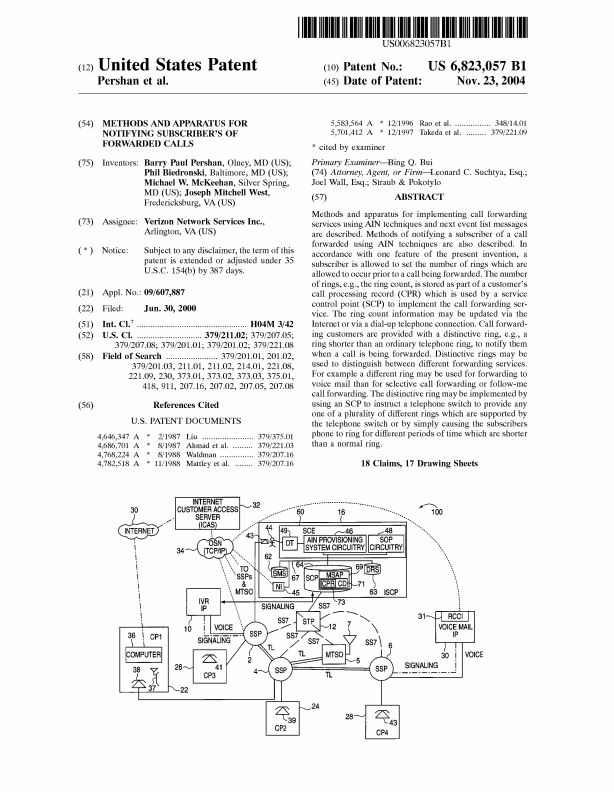 US006823057B1
(12) United States Patent
Pershan et al.
(10) Patent No.: US 6,823,057 B1
(45) Date of Patent: Nov. 23, 2004
(54) METHODS AND APPARATUS FOR
NOTIFYING SUBSCRIBER'S OF
FORWARDED CALLS
(75) Inventors: Barry Paul Pershan, Olney, MD (US);
Phil Biedronski, Baltimore, MD (US);
Michael W. McKeehan, Silver Spring,
MD (US); Joseph Mitchell West,
Fredericksburg, VA (US)
(73) Assignee: Verizon Network Services Inc.,
Arlington, VA (US)
( * ) Notice: Subject to any disclaimer, the term of this
patent is extended or adjusted under 35
U.S.C. 154(b) by 387 days.
(21) Appl. No.: 09/607,887
(22) Filed: Jun. 30, 2000
(51) Int. Cl.7 ........................................ H04M 3/42
(52) U.S. Cl. ........................... 379/211.02; 379/207.05;
379/207.08; 379/201.01; 379/201.02; 379/221.08
(58) Field of Search ...................... 379/201.01, 201.02,
379/201.03, 211.01, 211.02, 214.01, 221.08,
221.09, 230, 373.01, 373.02, 373.03, 375.01,
418, 911, 207.16, 207.02, 207.05, 207.08
(56) References Cited
U.S. PATENT DOCUMENTS
4,646,347 A * 2/1987 Liu ....................... 379/375.01
4,686,701 A * 8/1987 Ahmad et al. ......... 379/221.03
4,768,224 A * 8/1988 Waldman ............... 379/207.16
4,782,518 A * 11/1988 Mattley et al. ........ 379/207.16
5,583,564 A * 12/1996 Rao et al. ................ 348/14.01
5,701,412 A * 12/1997 Takeda et al. ......... 379/221.09
* cited by examiner
Primary Examiner—Bing Q. Bui
(74) Attorney, Agent, or Firm—Leonard C. Suchtya, Esq.;
Joel Wall, Esq.; Straub & Pokotylo
(57) ABSTRACT
Methods and apparatus for implementing call forwarding
services using AIN techniques and next event list messages
are described. Methods of notifying a subscriber of a call
forwarded using AIN techniques are also described. In
accordance with one feature of the present invention, a
subscriber is allowed to set the number of rings which are
allowed to occur prior to a call being forwarded. The number
of rings, e.g., the ring count, is stored as part of a customer's
call processing record (CPR) which is used by a service
control point (SCP) to implement the call forwarding ser-
vice. The ring count information may be updated via the
Internet or via a dial-up telephone connection. Call forward-
ing customers are provided with a distinctive ring, e.g., a
ring shorter than an ordinary telephone ring, to notify them
when a call is being forwarded. Distinctive rings may be
used to distinguish between different forwarding services.
For example a different ring may be used for forwarding to
voice mail than for selective call forwarding or follow-me
call forwarding. The distinctive ring may be implemented by
using an SCP to instruct a telephone switch to provide any
one of a plurality of different rings which are supported by
the telephone switch or by simply causing the subscribers
phone to ring for different periods of time which are shorter
than a normal ring.
18 Claims, 17 Drawing Sheets
30
INTERNET
INTERNET
CUSTOMER ACCESS
SERVER
(ICAS)
32
34
OSN
(TCP/IP)
TO
SSPs
&
MTSO
60
16
100
43
44
49
SCE
46
48
OT
AIN PROVISIONING
SYSTEM CIRCUITRY
SOP
CIRCUITRY
62
SMS
64
67
SCP
MSAP
CPR
CD
69
DRS
71
NI
45
73
63
ISCP
IVR
IP
10
VOICE
SIGNALING
SIGNALING
SS7
SS7
STP
12
SS7
SS7
SS7
7
SSP
2
TL
TL
MTSO
5
6
SSP
4
SSP
TL
31
RCCI
VOICE MAIL
IP
30
VOICE
SIGNALING
36
CP1
COMPUTER
38
37
22
26
41
CP3
24
39
CP2
28
43
CP4